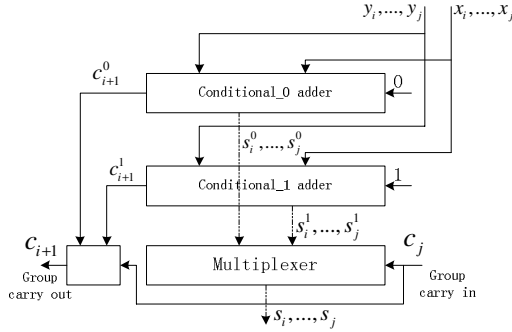 y_i,...,y_j
x_i,...,x_j
c_{i+1}^0
Conditional_0 adder
0
s_i^0,...,s_j^0
c_{i+1}^1
Conditional_1 adder
1
s_i^1,...,s_j^1
c_{i+1}
Multiplexer
c_j
Group
carry out
Group
carry in
s_i,...,s_j